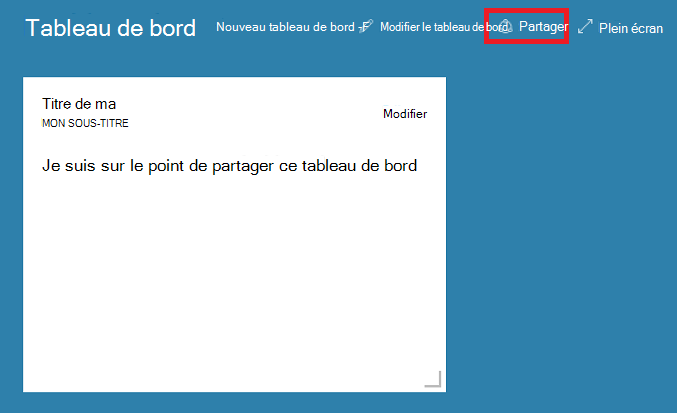 Tableau de bord Nouveau tableau de bord Modifier le tableau de bord Partager Plein écran
Titre de ma
MON SOUS-TITRE
Modifier
Je suis sur le point de partager ce tableau de bord